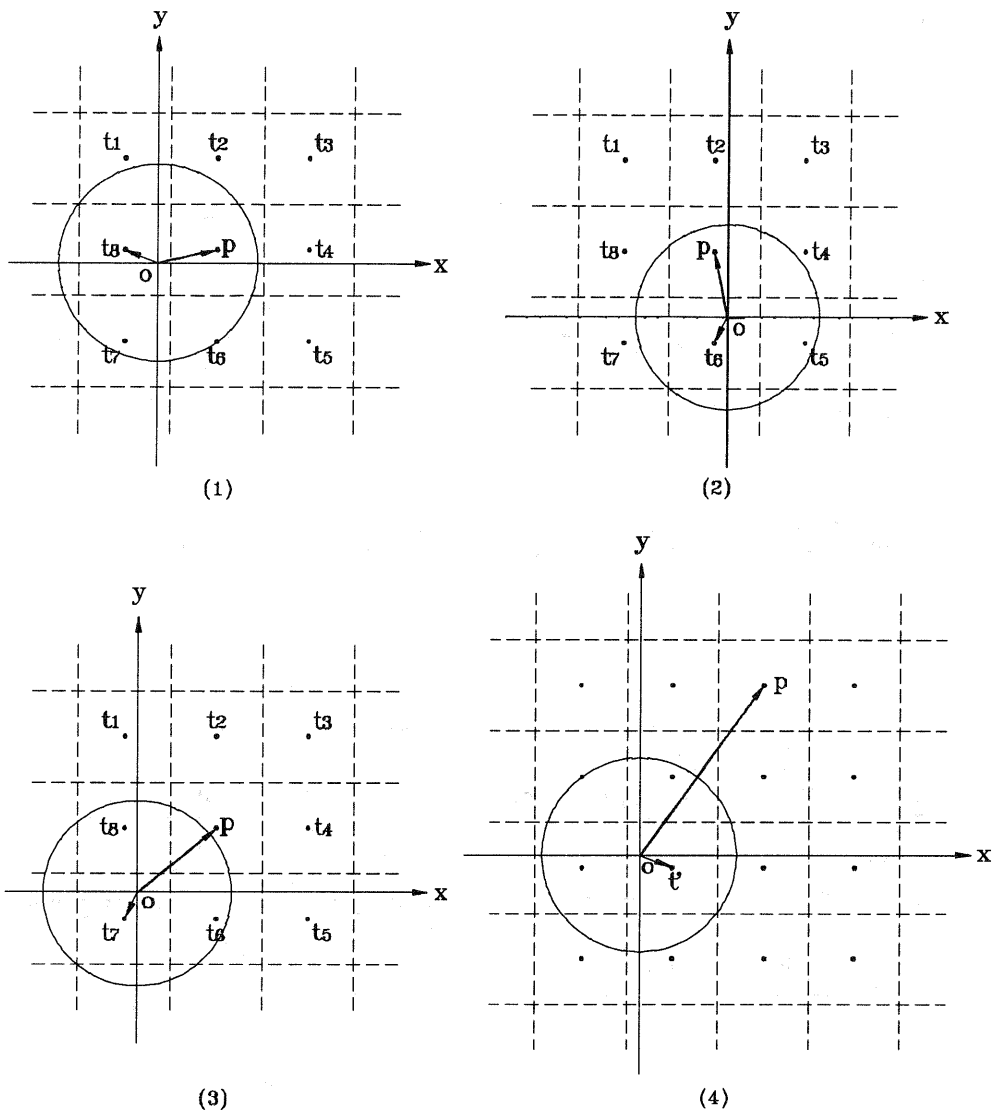 y
t1 t2 t3
t8 p t4
o x
t7 t6 t5
(1)
y
t1 t2 t3
t8 p t4
o x
t7 t6 t5
(2)
y
t1 t2 t3
t8 p t4
o x
t7 t6 t5
(3)
y
p
o t' x
(4)